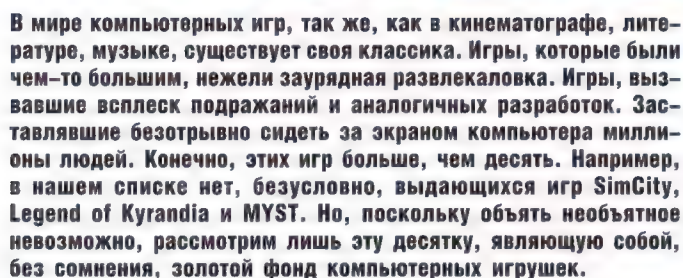 В мире компьютерных игр, так же, как в кинематографе, лите-
ратуре, музыке, существует своя классика. Игры, которые были
чем-то большим, нежели заурядная развлекаловка. Игры, выз-
вавшие всплеск подражаний и аналогичных разработок. Зас-
тавлявшие безотрывно сидеть за экраном компьютера милли-
оны людей. Конечно, этих игр больше, чем десять. Например,
в нашем списке нет, безусловно, выдающихся игр SimCity,
Legend of Kyrandia и MYST. Но, поскольку объять необъятное
невозможно, рассмотрим лишь эту десятку, являющую собой,
без сомнения, золотой фонд компьютерных игрушек.